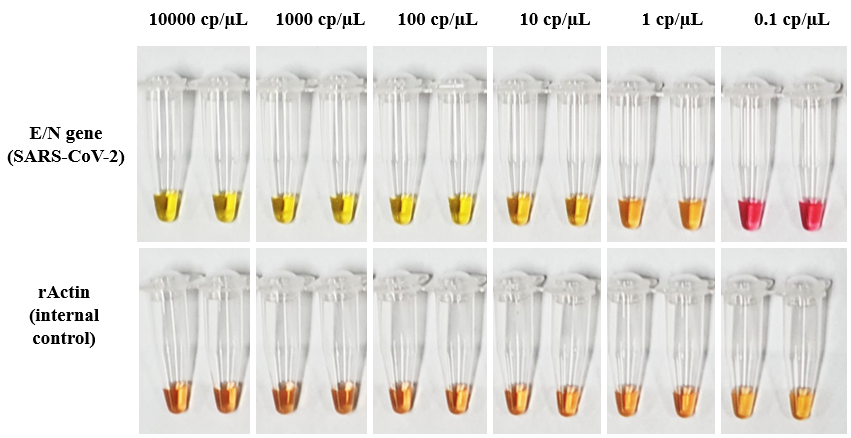 10000 cp/μL 1000 cp/μL 100 cp/μL 10 cp/μL 1 cp/μL 0.1 cp/μL
E/N gene
(SARS-CoV-2)
rActin
(internal
control)